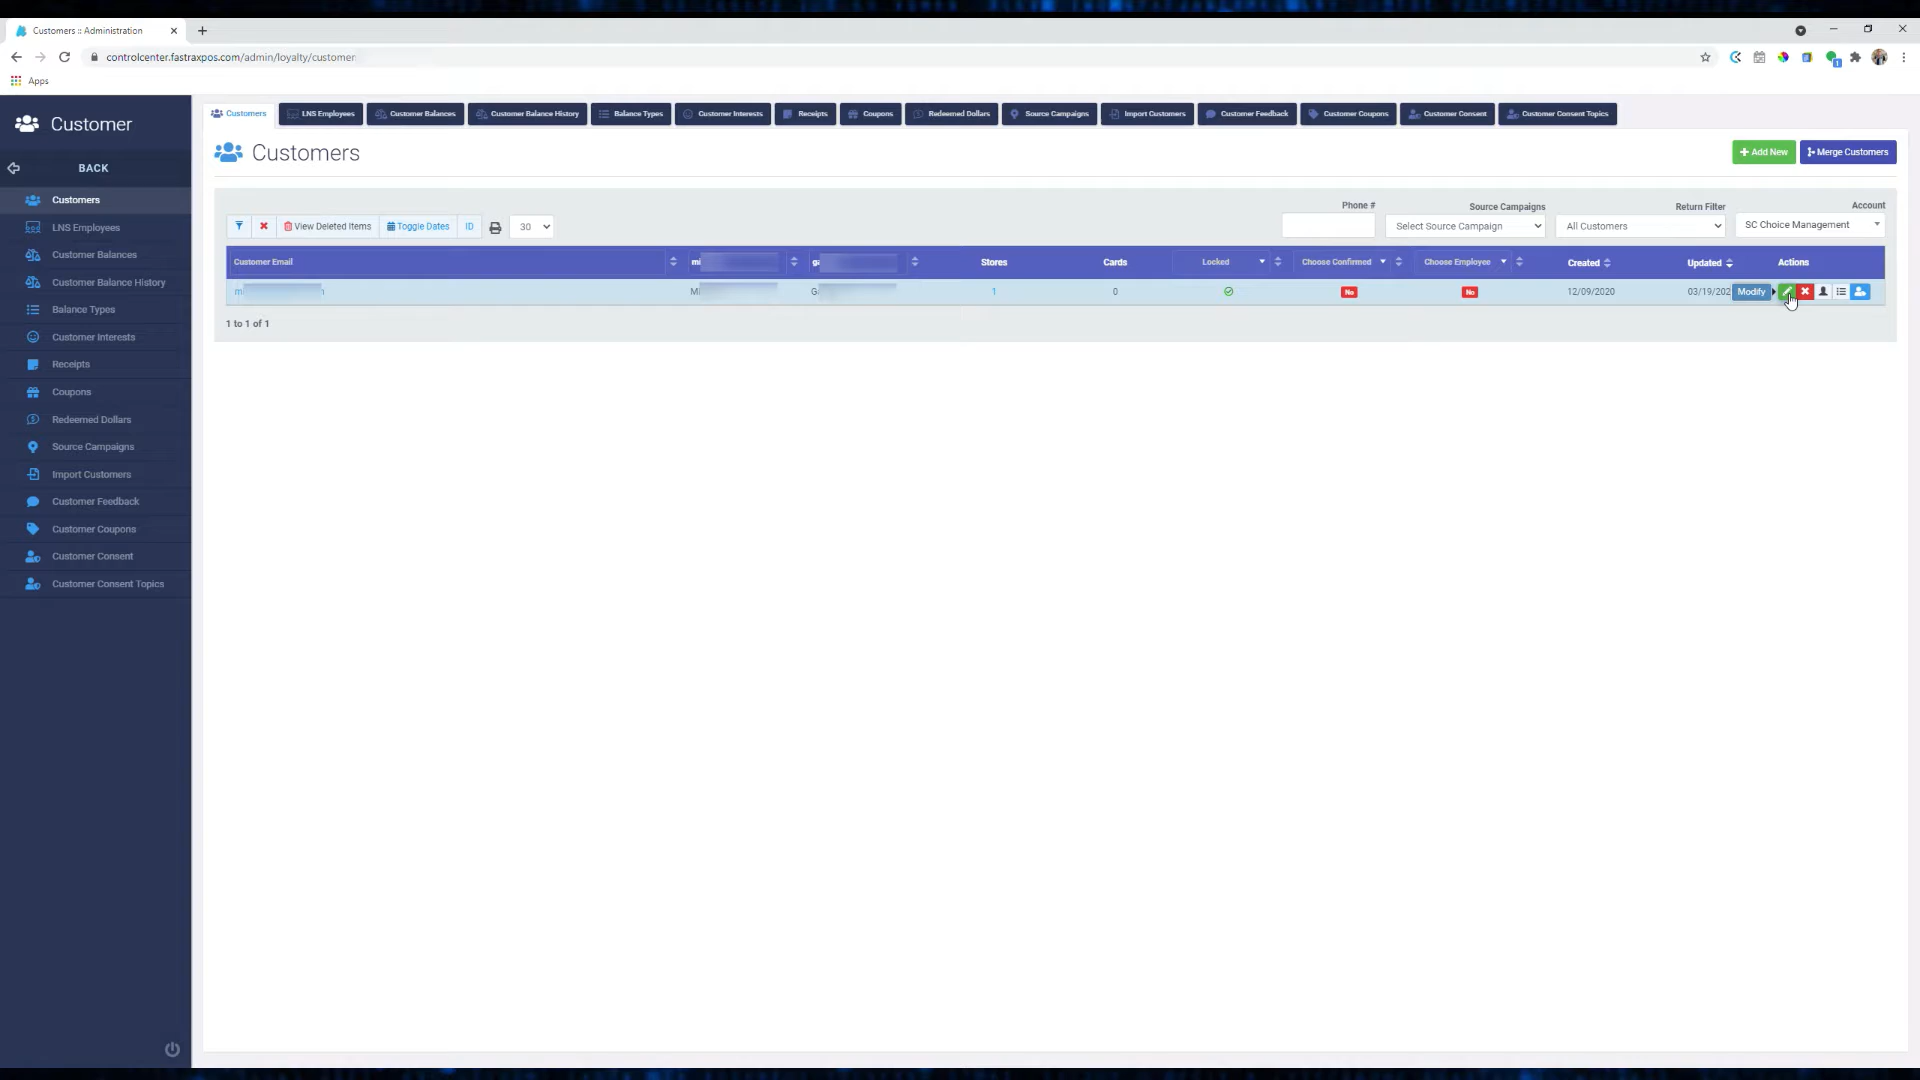 Customers :: Administration
controlcenter.fastraxpos.com/admin/loyalty/customer
Apps
Customer
BACK
Customers
LNS Employees
Customer Balances
Customer Balance History
Balance Types
Customer Interests
Receipts
Coupons
Redeemed Dollars
Source Campaigns
Import Customers
Customer Feedback
Customer Coupons
Customer Consent
Customer Consent Topics
Customers LNS Employees Customer Balances Customer Balance History Balance Types Customer Interests Receipts Coupons Redeemed Dollars Source Campaigns Import Customers Customer Feedback Customer Coupons Customer Consent Customer Consent Topics
Customers
+ Add New Merge Customers
Phone # Source Campaigns Return Filter Account
View Deleted Items Toggle Dates ID 30 Select Source Campaign All Customers SC Choice Management
Customer Email Stores Cards Locked Choose Confirmed Choose Employee Created Updated Actions
1 0 No No 12/09/2020 03/19/202 Modify
1 to 1 of 1